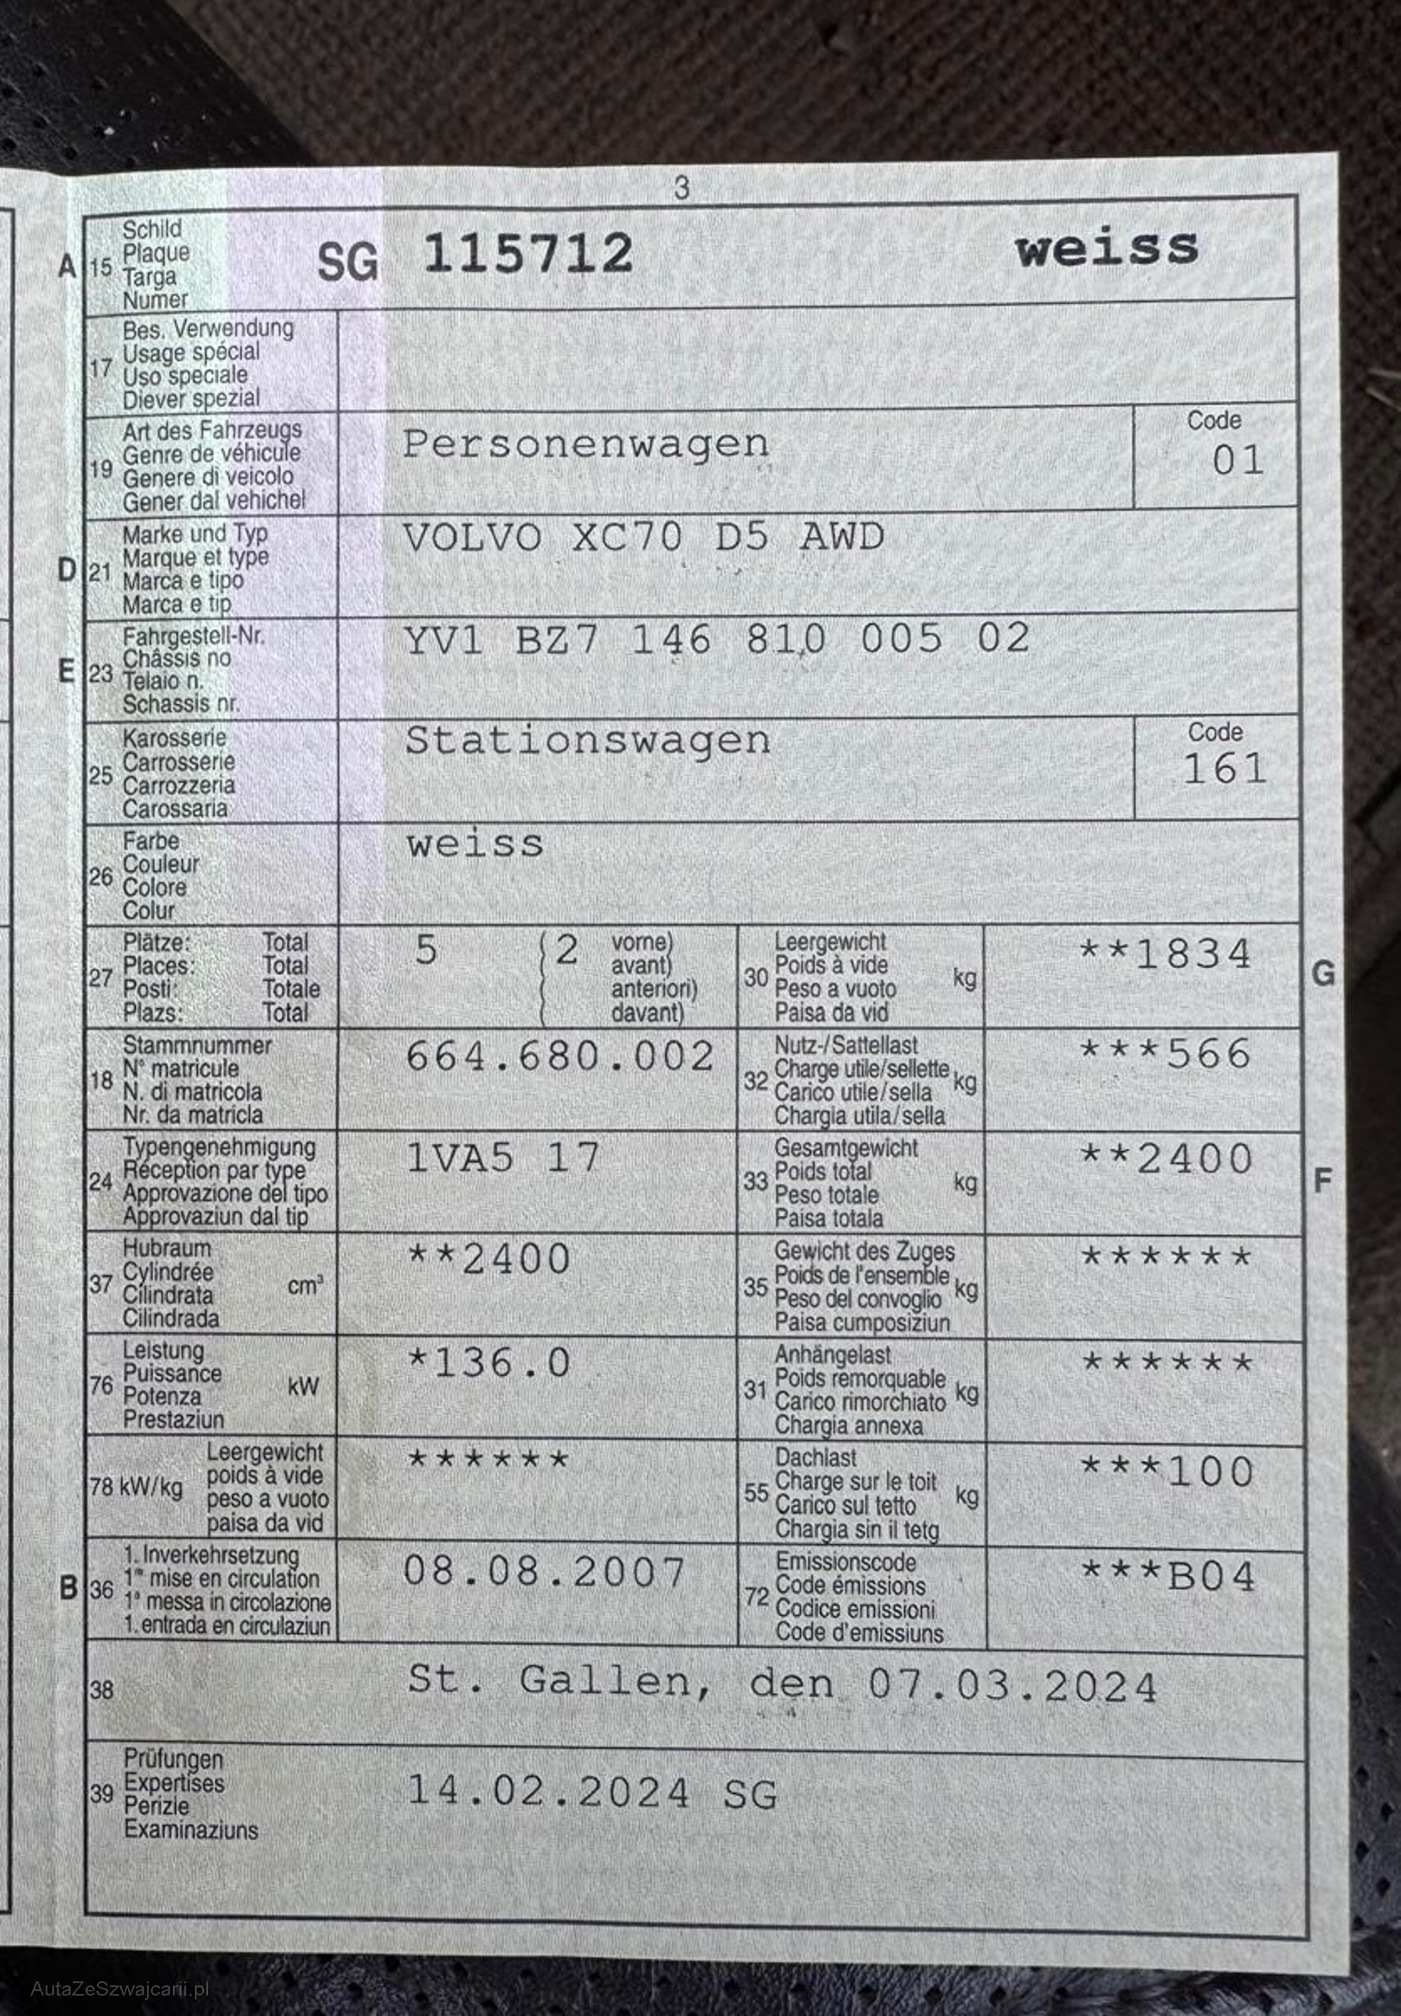 3
A 15 Schild
Plaque
Targa
Numer
SG 115712 weiss
17 Bes. Verwendung
Usage spécial
Uso speciale
Diever spezial
19 Art des Fahrzeugs
Genre de véhicule
Genere di veicolo
Gener dal vehichel
Personenwagen
Code
01
D 21 Marke und Typ
Marque et type
Marca e tipo
Marca e tip
VOLVO XC70 D5 AWD
E 23 Fahrgestell-Nr.
Châssis no
Telaio n.
Schassis nr.
YV1 BZ7 146 810 005 02
25 Karosserie
Carrosserie
Carrozzeria
Carossaria
Stationswagen
Code
161
26 Farbe
Couleur
Colore
Colur
weiss
27 Plätze: Total
Places: Total
Posti: Totale
Plazs: Total
5 (2 vorne)
( avant)
( anteriori)
( davant)
30 Leergewicht
Poids à vide
Peso a vuoto
Paisa da vid
kg
**1834
G
18 Stammnummer
N° matricule
N. di matricola
Nr. da matricla
664.680.002
32 Nutz-/Sattellast
Charge utile/sellette
Carico utile/sella
Chargia utila/sella
kg
***566
24 Typengenehmigung
Réception par type
Approvazione del tipo
Approvaziun dal tip
1VA5 17
33 Gesamtgewicht
Poids total
Peso totale
Paisa totala
kg
**2400
F
37 Hubraum
Cylindrée
Cilindrata
Cilindrada
cm³
**2400
35 Gewicht des Zuges
Poids de l'ensemble
Peso del convoglio
Paisa cumposiziun
kg
******
76 Leistung
Puissance
Potenza
Prestaziun
kW
*136.0
31 Anhängelast
Poids remorquable
Carico rimorchiato
Chargia annexa
kg
******
78 kW/kg
Leergewicht
poids à vide
peso a vuoto
paisa da vid
******
55 Dachlast
Charge sur le toit
Carico sul tetto
Chargia sin il tetg
kg
***100
B 36 1. Inverkehrsetzung
1re mise en circulation
1a messa in circolazione
1. entrada en circulaziun
08.08.2007
72 Emissionscode
Code émissions
Codice emissioni
Code d'emissiuns
***B04
38 St. Gallen, den 07.03.2024
39 Prüfungen
Expertises
Perizie
Examinaziuns
14.02.2024 SG
AutaZeSzwajcarii.pl